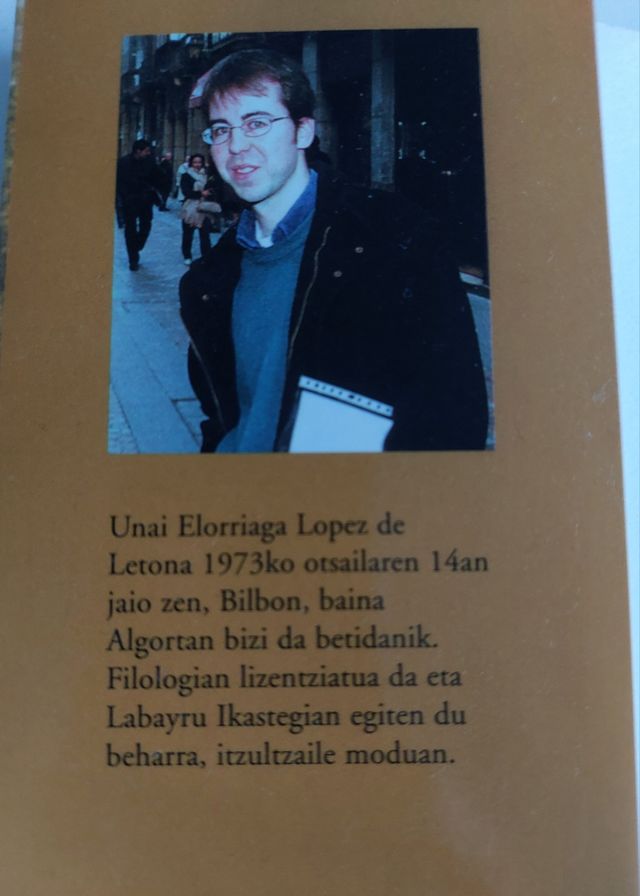 Unai Elorriaga Lopez de
Letona 1973ko otsailaren 14an
jaio zen, Bilbon, baina
Algortan bizi da betidanik.
Filologian lizentziatua da eta
Labayru Ikastegian egiten du
beharra, itzultzaile moduan.